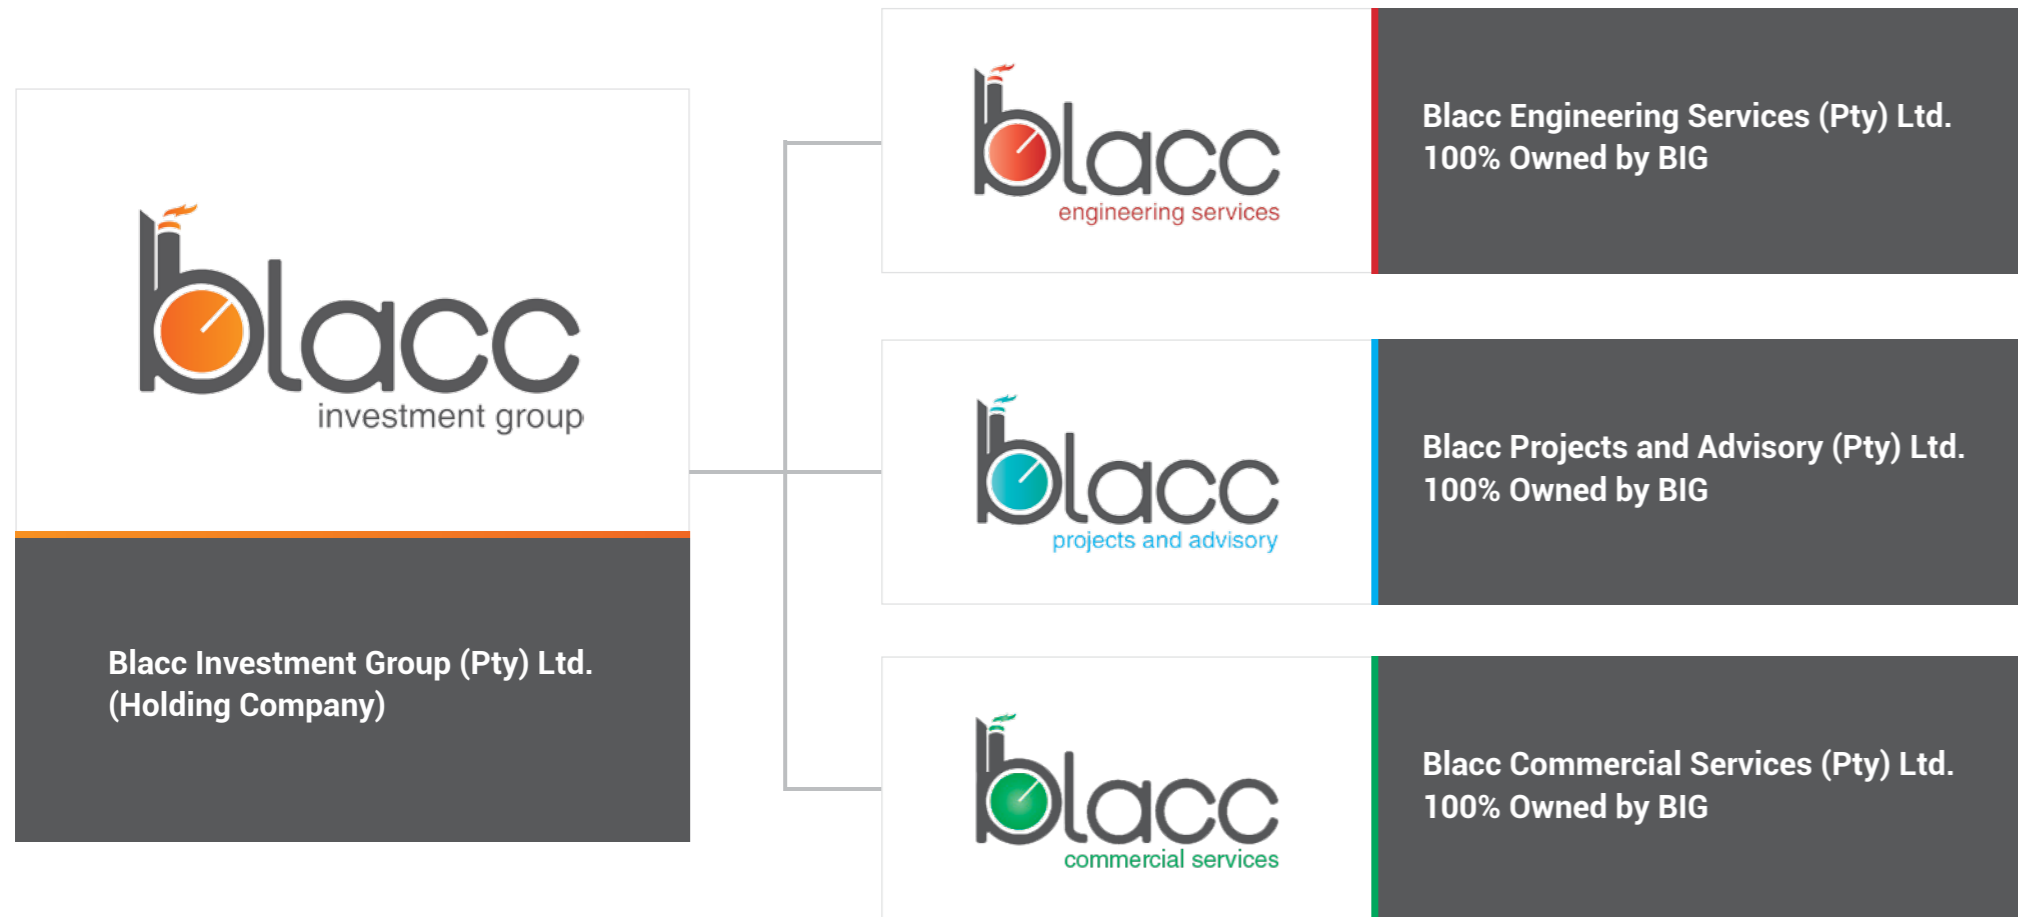 blacc
investment group
Blacc Investment Group (Pty) Ltd.
(Holding Company)
blacc
engineering services
Blacc Engineering Services (Pty) Ltd.
100% Owned by BIG
blacc
projects and advisory
Blacc Projects and Advisory (Pty) Ltd.
100% Owned by BIG
blacc
commercial services
Blacc Commercial Services (Pty) Ltd.
100% Owned by BIG